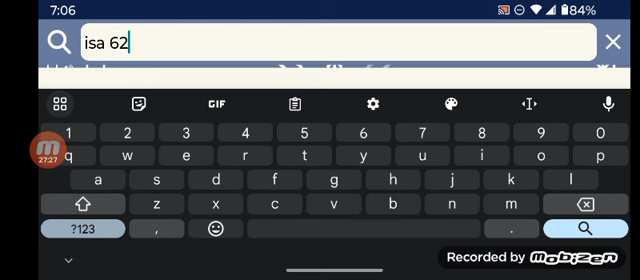 7:06 84%
isa 62
GIF
1 2 3 4 5 6 7 8 9 0
q w e r t y u i o p
27:27
a s d f g h j k l
z x c v b n m
?123 , .
Recorded by mobizen